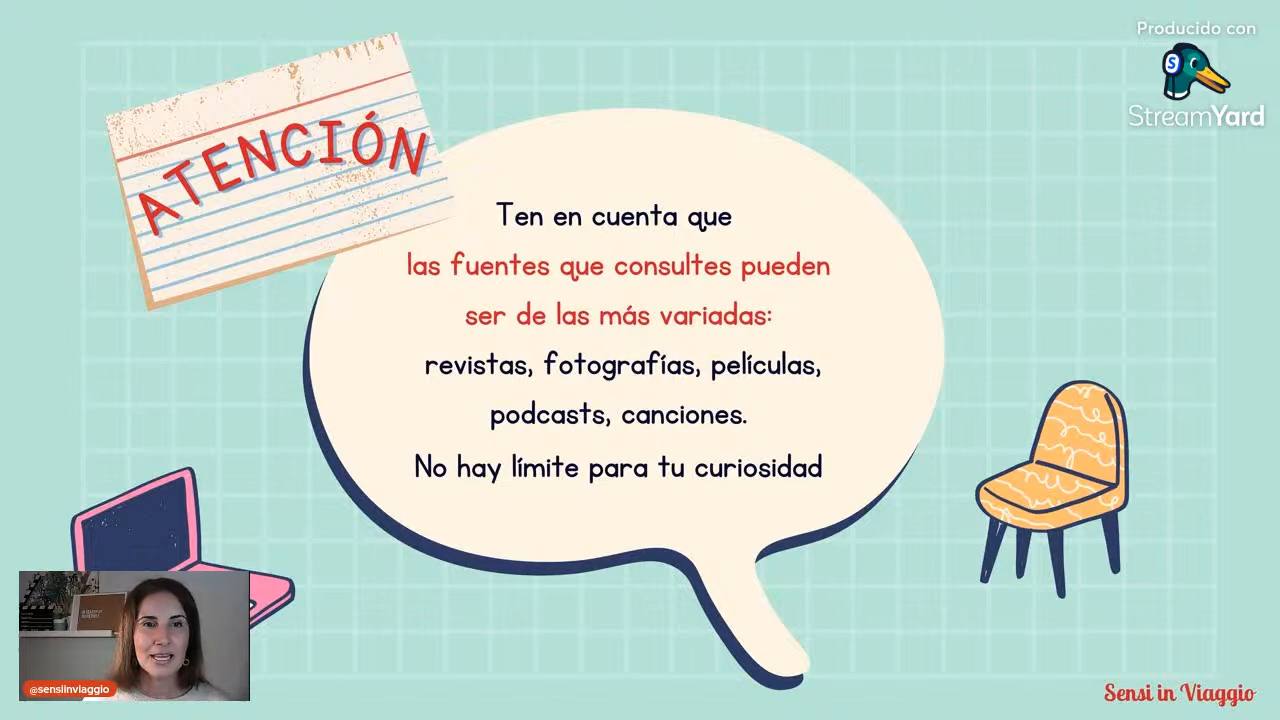 Producido con
StreamYard
ATENCIÓN
Ten en cuenta que
las fuentes que consultes pueden
ser de las más variadas:
revistas, fotografías, películas,
podcasts, canciones.
No hay límite para tu curiosidad
@sensiinviaggio
Sensi in Viaggio